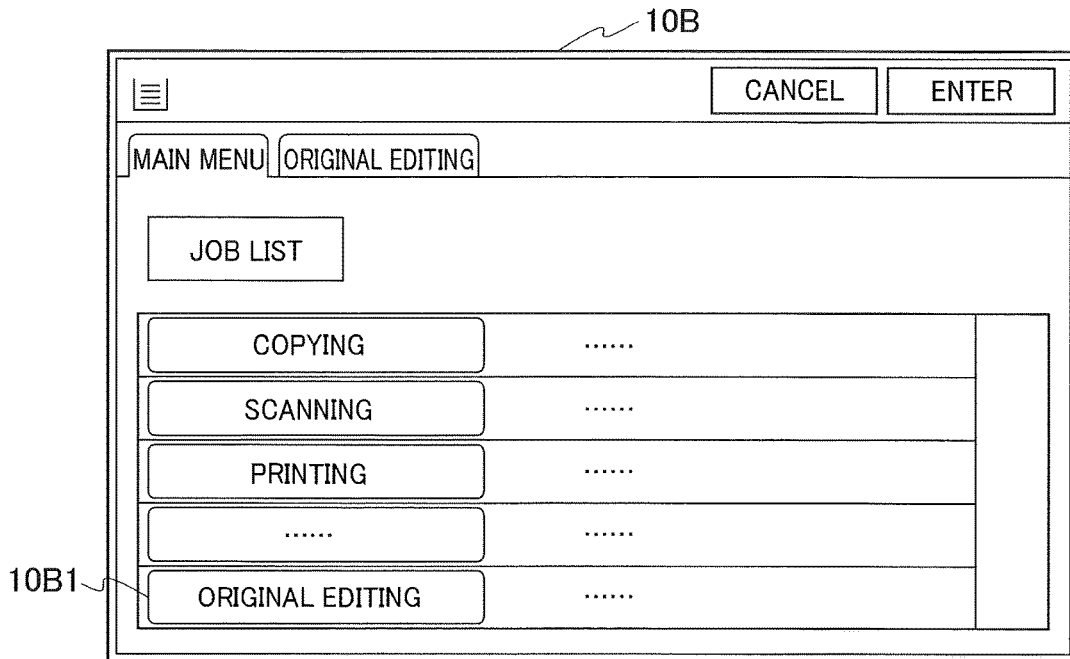 10B
CANCEL ENTER
MAIN MENU ORIGINAL EDITING
JOB LIST
COPYING ......
SCANNING ......
PRINTING ......
...... ......
10B1 ORIGINAL EDITING ......